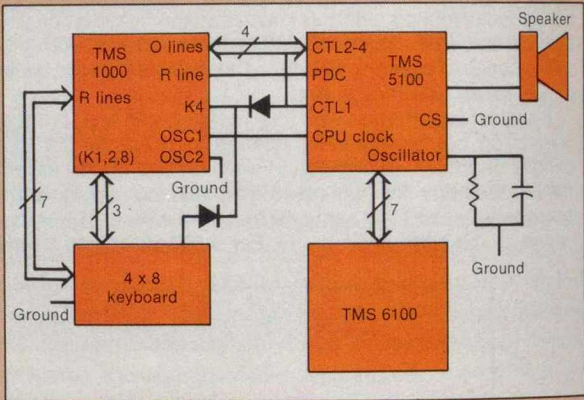 Speaker
4
TMS
1000
O lines
R line
R lines
K4
OSC1
(K1,2,8)
OSC2
CTL2-4
TMS
5100
PDC
CTL1
CS
Ground
CPU clock
Oscillator
Ground
7
3
7
Ground
4 x 8
keyboard
Ground
TMS 6100